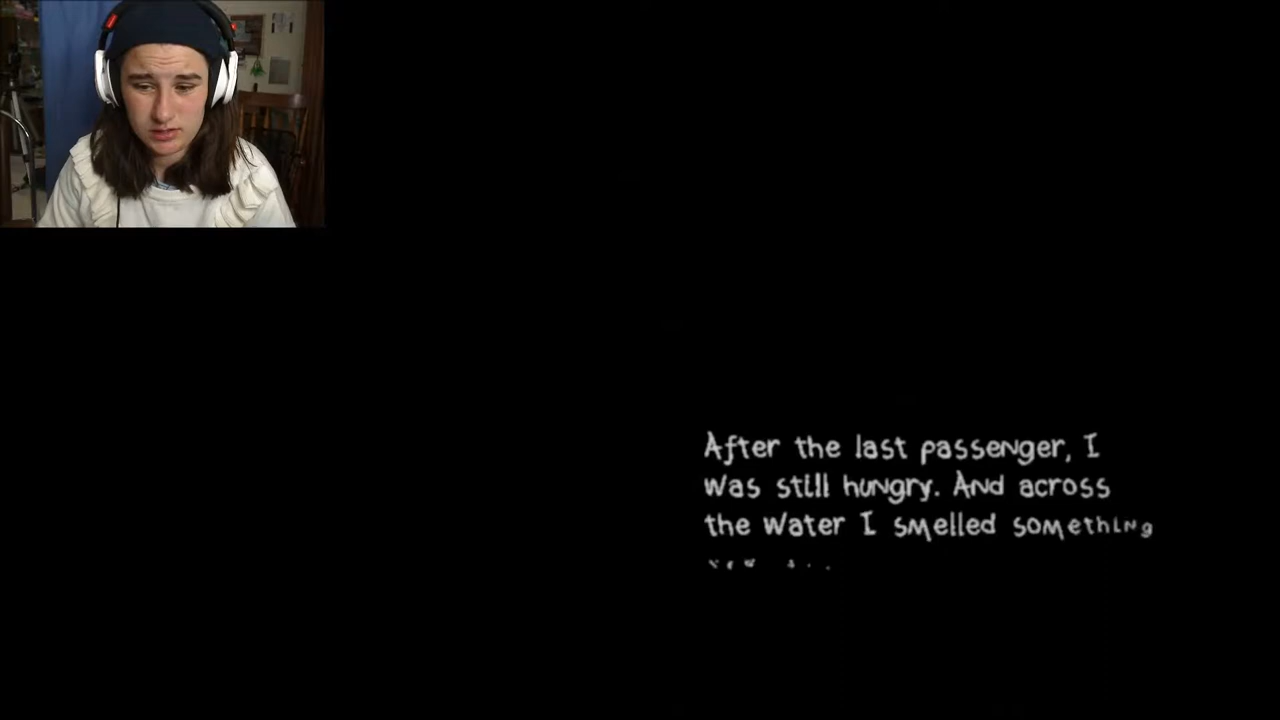 After the last passenger, I
was still hungry. And across
the water I smelled something